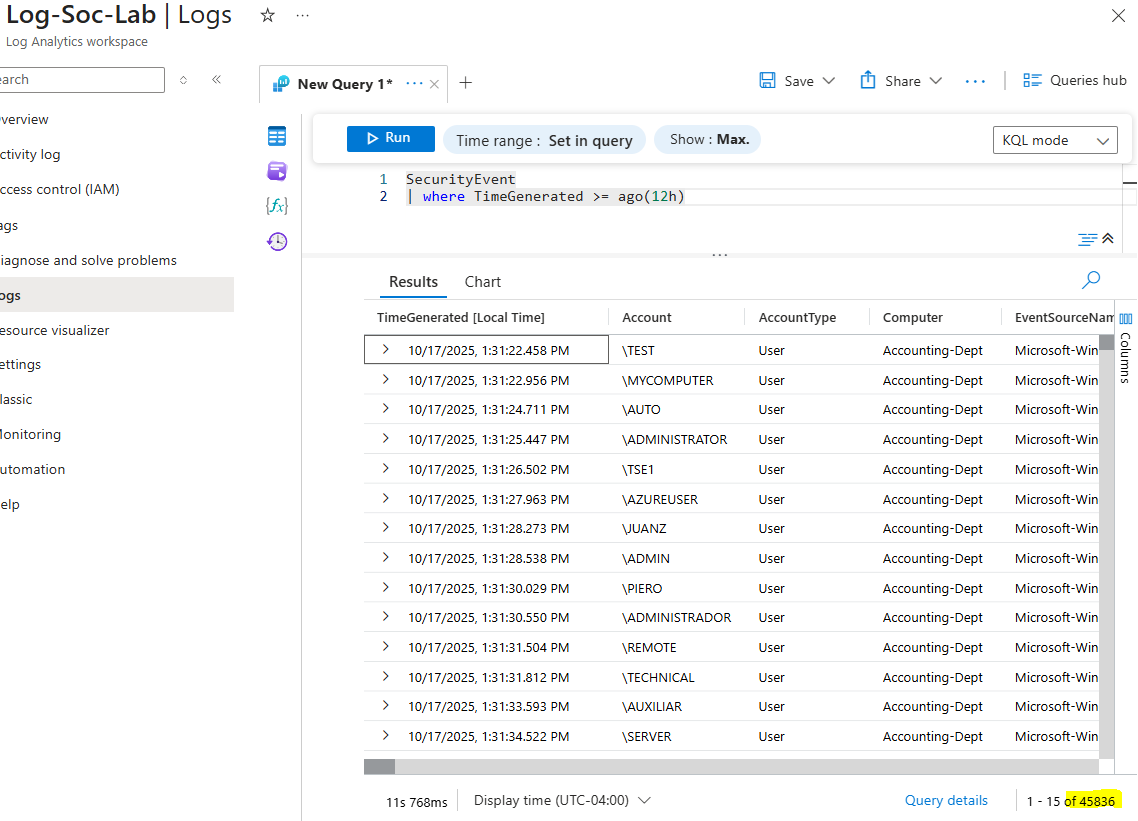 Log-Soc-Lab | Logs
Log Analytics workspace
earch
verview
ctivity log
ccess control (IAM)
ags
iagnose and solve problems
ogs
esource visualizer
ettings
lassic
onitoring
utomation
elp
New Query 1*
Save
Share
Queries hub
Run
Time range : Set in query
Show : Max.
KQL mode
1 SecurityEvent
2 | where TimeGenerated >= ago(12h)
Results Chart
TimeGenerated [Local Time] Account AccountType Computer EventSourceNam
10/17/2025, 1:31:22.458 PM \TEST User Accounting-Dept Microsoft-Win
10/17/2025, 1:31:22.956 PM \MYCOMPUTER User Accounting-Dept Microsoft-Win
10/17/2025, 1:31:24.711 PM \AUTO User Accounting-Dept Microsoft-Win
10/17/2025, 1:31:25.447 PM \ADMINISTRATOR User Accounting-Dept Microsoft-Win
10/17/2025, 1:31:26.502 PM \TSE1 User Accounting-Dept Microsoft-Win
10/17/2025, 1:31:27.963 PM \AZUREUSER User Accounting-Dept Microsoft-Win
10/17/2025, 1:31:28.273 PM \JUANZ User Accounting-Dept Microsoft-Win
10/17/2025, 1:31:28.538 PM \ADMIN User Accounting-Dept Microsoft-Win
10/17/2025, 1:31:30.029 PM \PIERO User Accounting-Dept Microsoft-Win
10/17/2025, 1:31:30.550 PM \ADMINISTRADOR User Accounting-Dept Microsoft-Win
10/17/2025, 1:31:31.504 PM \REMOTE User Accounting-Dept Microsoft-Win
10/17/2025, 1:31:31.812 PM \TECHNICAL User Accounting-Dept Microsoft-Win
10/17/2025, 1:31:33.593 PM \AUXILIAR User Accounting-Dept Microsoft-Win
10/17/2025, 1:31:34.522 PM \SERVER User Accounting-Dept Microsoft-Win
Columns
11s 768ms
Display time (UTC-04:00)
Query details
1 - 15 of 45836